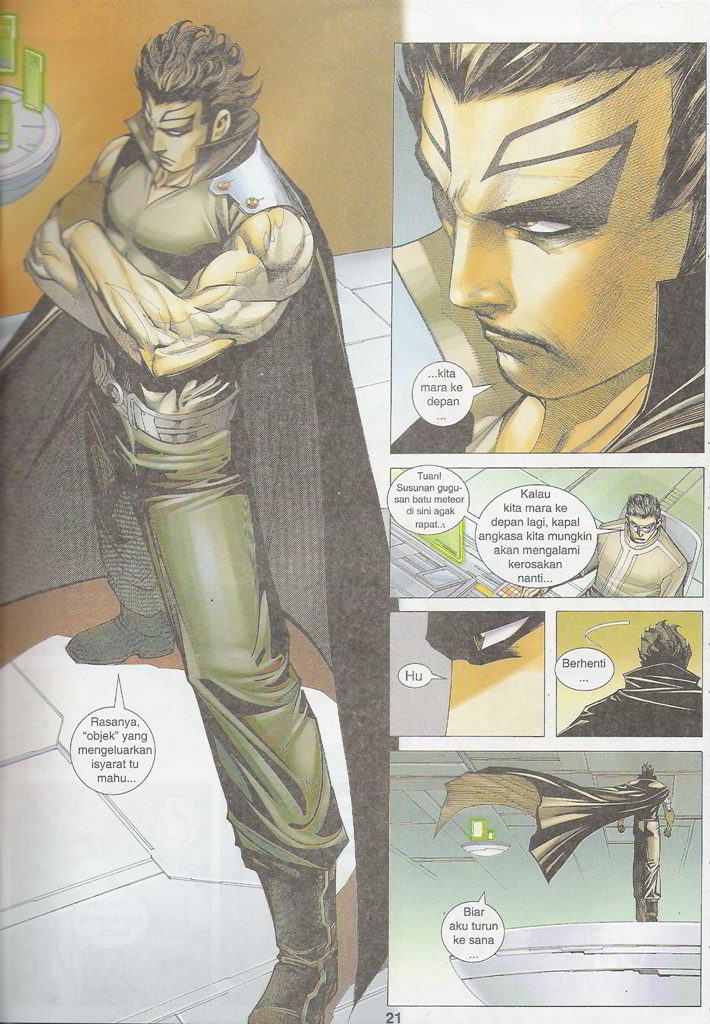 Rasanya,
"objek" yang
mengeluarkan
isyarat tu
mahu...
...kita
mara ke
depan
...
Tuan!
Susunan gugu-
san batu meteor
di sini agak
rapat...
Kalau
kita mara ke
depan lagi, kapal
angkasa kita mungkin
akan mengalami
kerosakan
nanti...
Hu
Berhenti
...
Biar
aku turun
ke sana
...
21